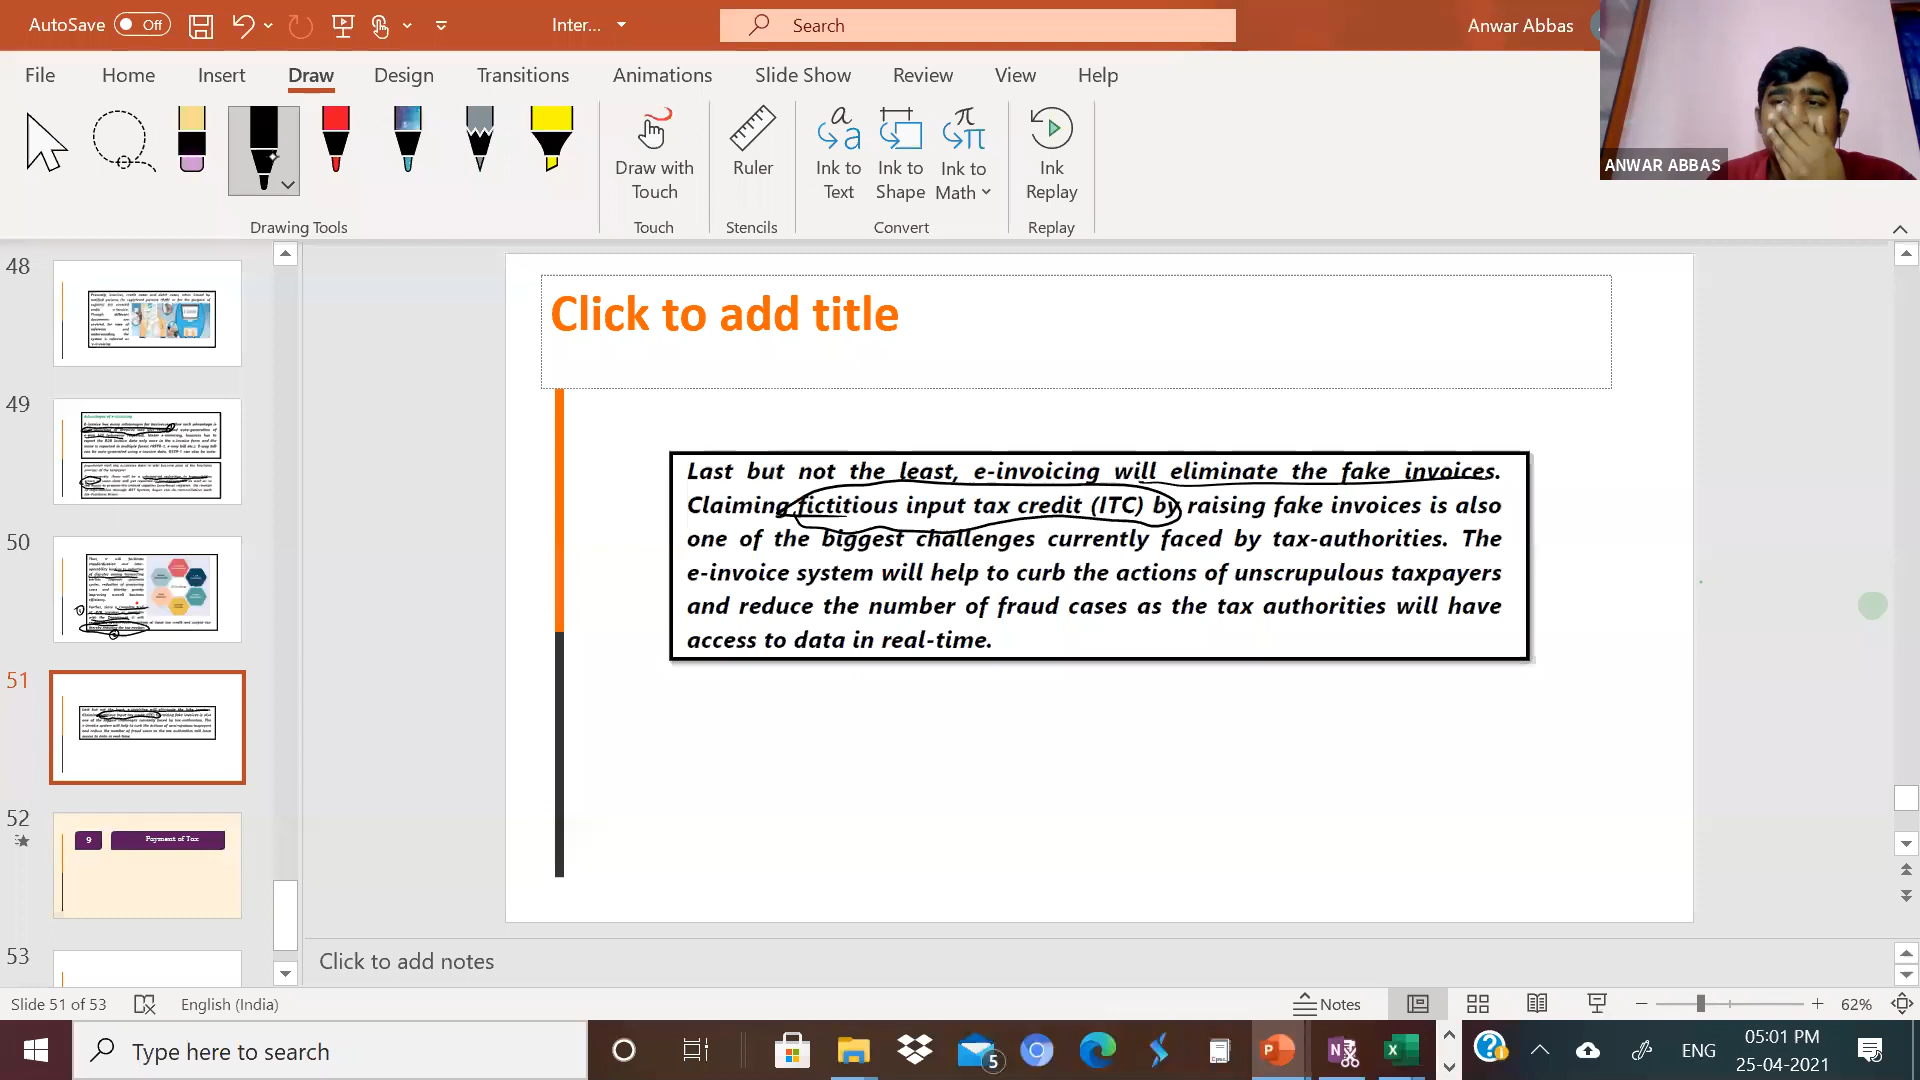 AutoSave Off Inter... Search Anwar Abbas
File Home Insert Draw Design Transitions Animations Slide Show Review View Help
ANWAR ABBAS
Draw with Touch
Ruler
Ink to Text
Ink to Shape
Ink to Math
Ink Replay
Drawing Tools Touch Stencils Convert Replay
48
49
Advantages of e-invoicing
50
51
52
9 Payment of Tax
53
Click to add title
Last but not the least, e-invoicing will eliminate the fake invoices.
Claiming fictitious input tax credit (ITC) by raising fake invoices is also
one of the biggest challenges currently faced by tax-authorities. The
e-invoice system will help to curb the actions of unscrupulous taxpayers
and reduce the number of fraud cases as the tax authorities will have
access to data in real-time.
Click to add notes
Slide 51 of 53 English (India) Notes 62%
Type here to search 5 ENG 05:01 PM
25-04-2021